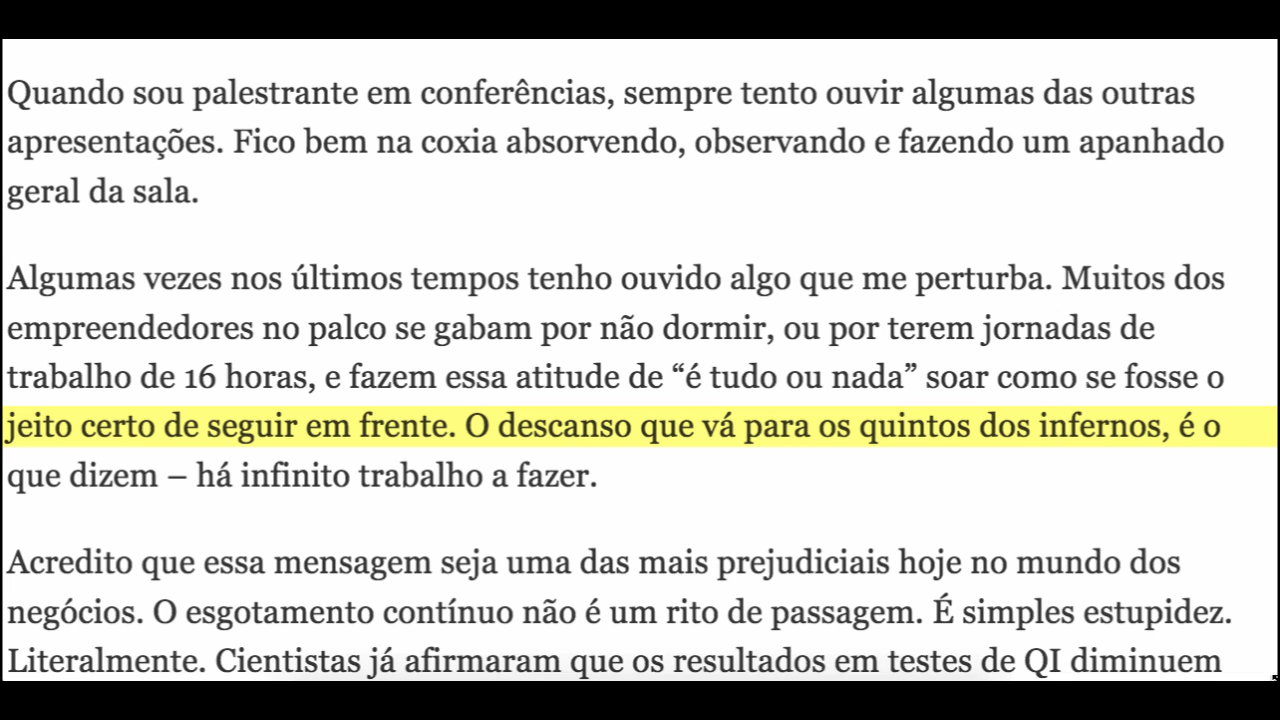 Quando sou palestrante em conferências, sempre tento ouvir algumas das outras
apresentações. Fico bem na coxia absorvendo, observando e fazendo um apanhado
geral da sala.
Algumas vezes nos últimos tempos tenho ouvido algo que me perturba. Muitos dos
empreendedores no palco se gabam por não dormir, ou por terem jornadas de
trabalho de 16 horas, e fazem essa atitude de “é tudo ou nada” soar como se fosse o
jeito certo de seguir em frente. O descanso que vá para os quintos dos infernos, é o
que dizem – há infinito trabalho a fazer.
Acredito que essa mensagem seja uma das mais prejudiciais hoje no mundo dos
negócios. O esgotamento contínuo não é um rito de passagem. É simples estupidez.
Literalmente. Cientistas já afirmaram que os resultados em testes de QI diminuem